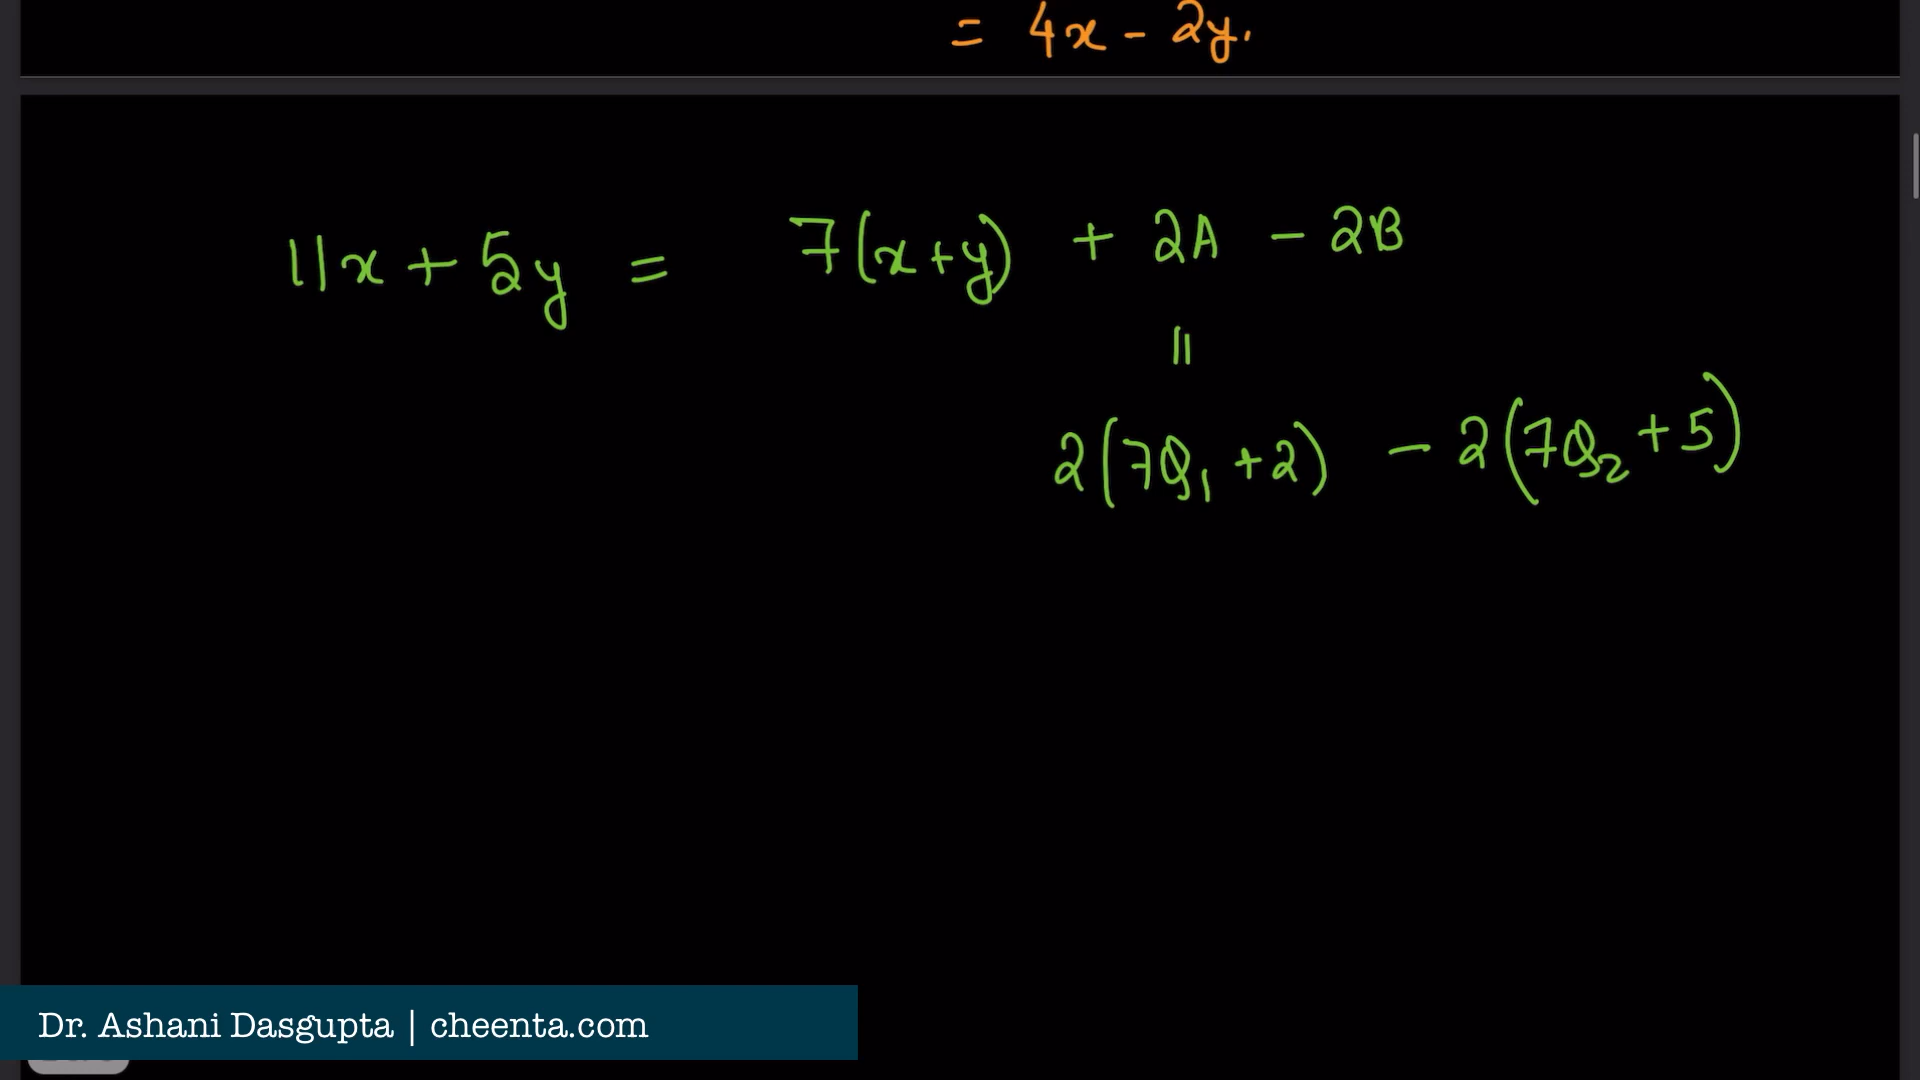 = 4x - 2y.
11x + 5y = 7(x+y) + 2A - 2B
||
2(7Q₁ + 2) - 2(7Q₂ + 5)
Dr. Ashani Dasgupta | cheenta.com